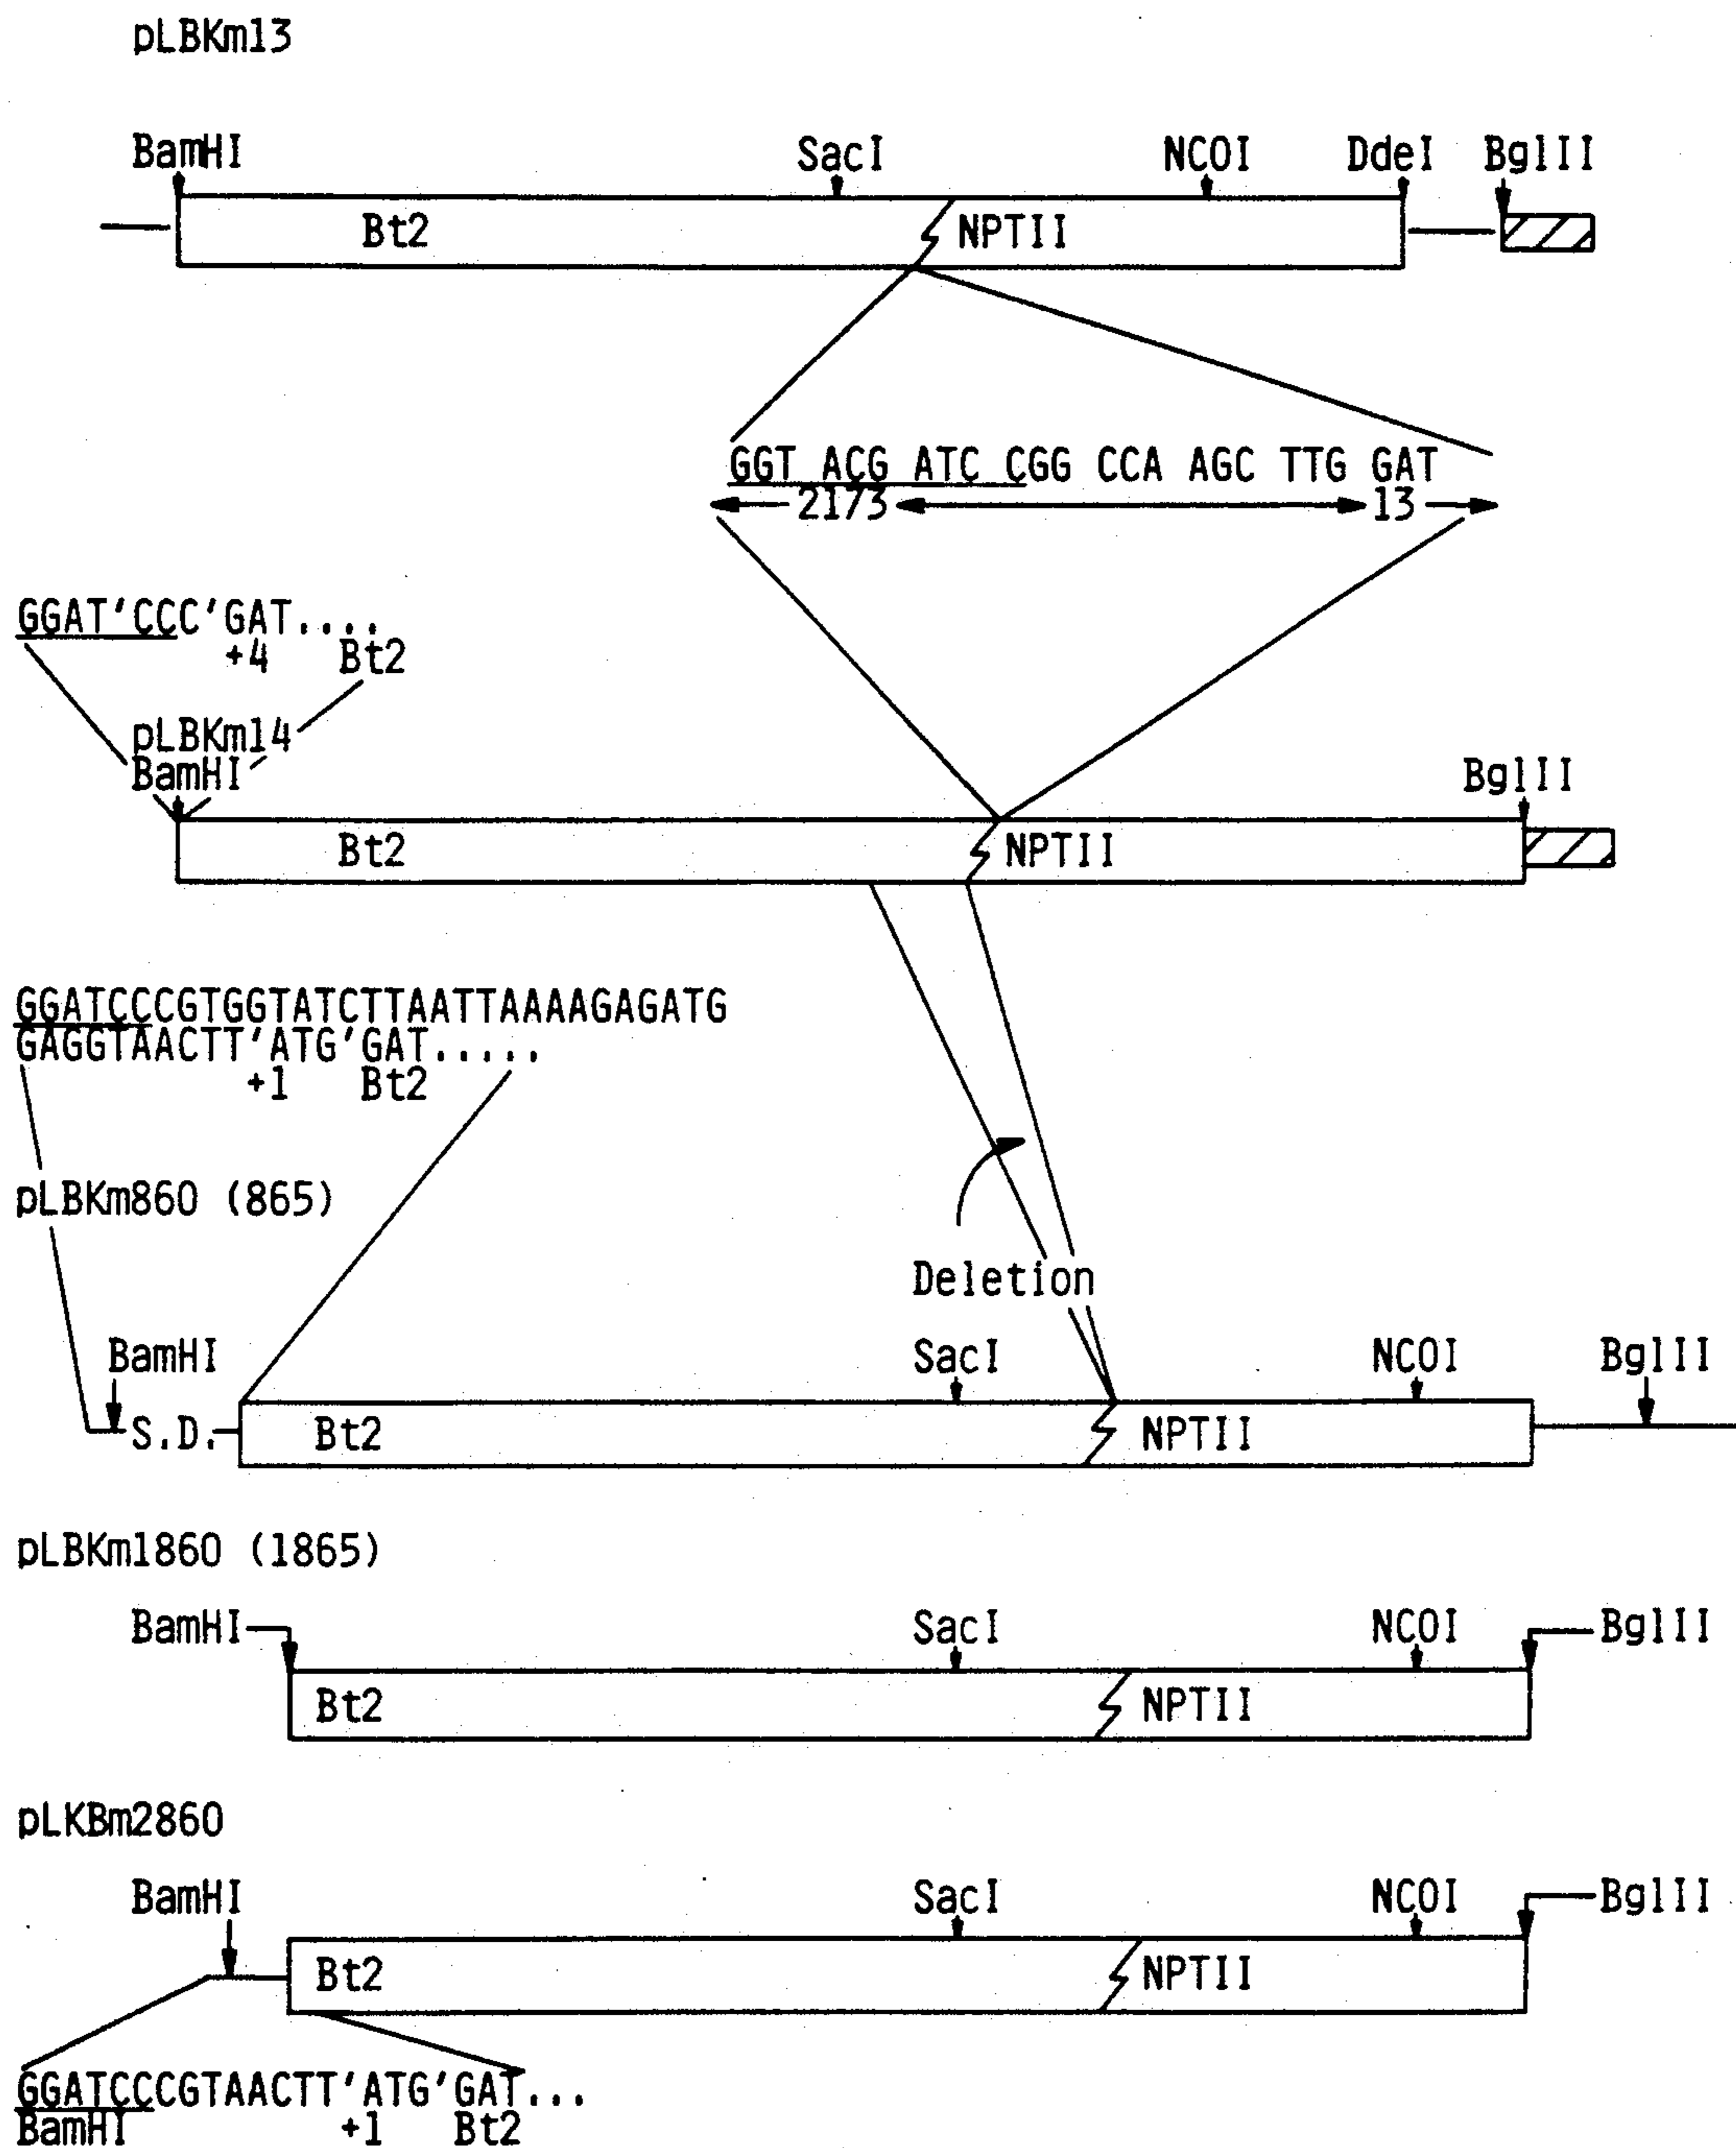 pLBKm13
BamHI SacI NCOI DdeI BglII
Bt2 NPTII
GGT ACG ATC CGG CCA AGC TTG GAT
2173 13
GGAT'CCC'GAT....
+4 Bt2
pLBKm14
BamHI BglII
Bt2 NPTII
GGATCCCGTGGTATCTTAATTAAAAGAGATG
GAGGTAACTT'ATG'GAT.....
+1 Bt2
pLBKm860 (865)
Deletion
BamHI SacI NCOI BglII
S.D. Bt2 NPTII
pLBKm1860 (1865)
BamHI SacI NCOI BglII
Bt2 NPTII
pLKBm2860
BamHI SacI NCOI BglII
Bt2 NPTII
GGATCCCGTAACTT'ATG'GAT...
BamHI +1 Bt2